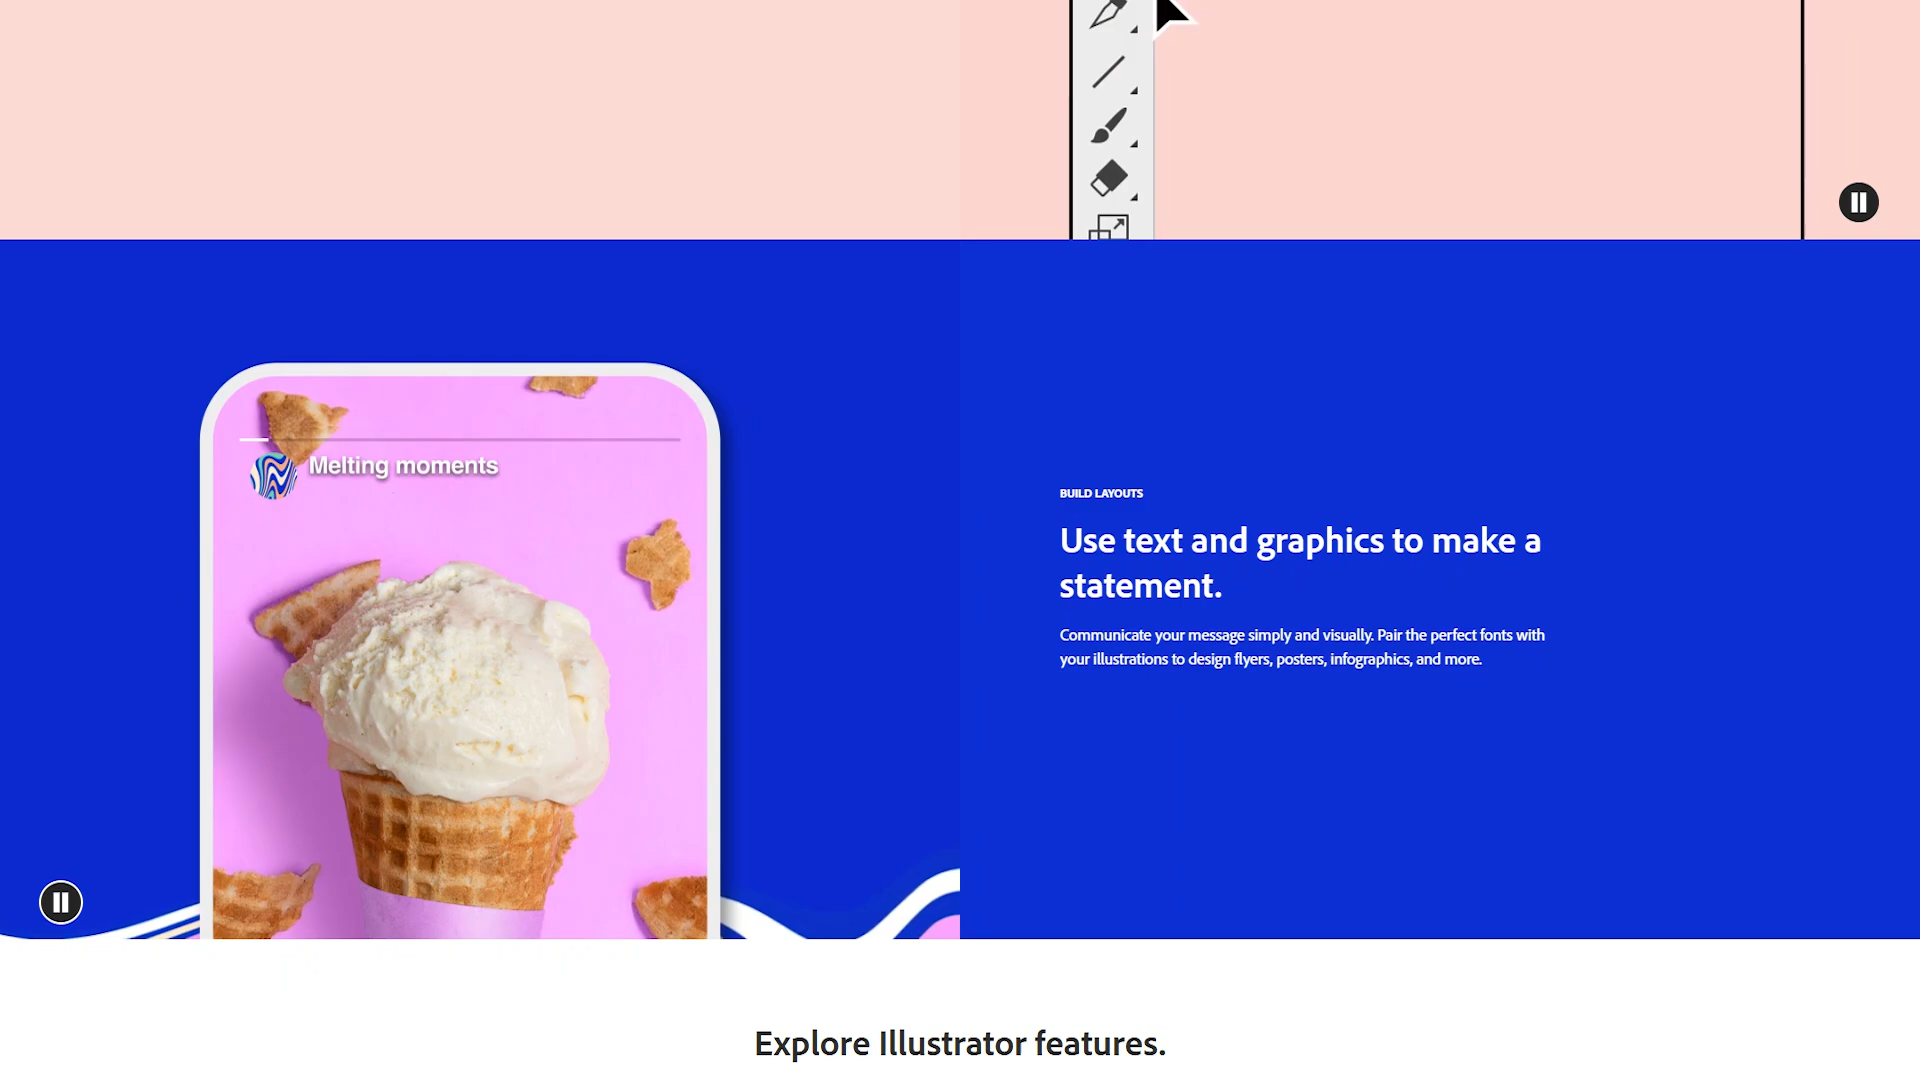 Melting moments
BUILD LAYOUTS
Use text and graphics to make a
statement.
Communicate your message simply and visually. Pair the perfect fonts with
your illustrations to design flyers, posters, infographics, and more.
Explore Illustrator features.